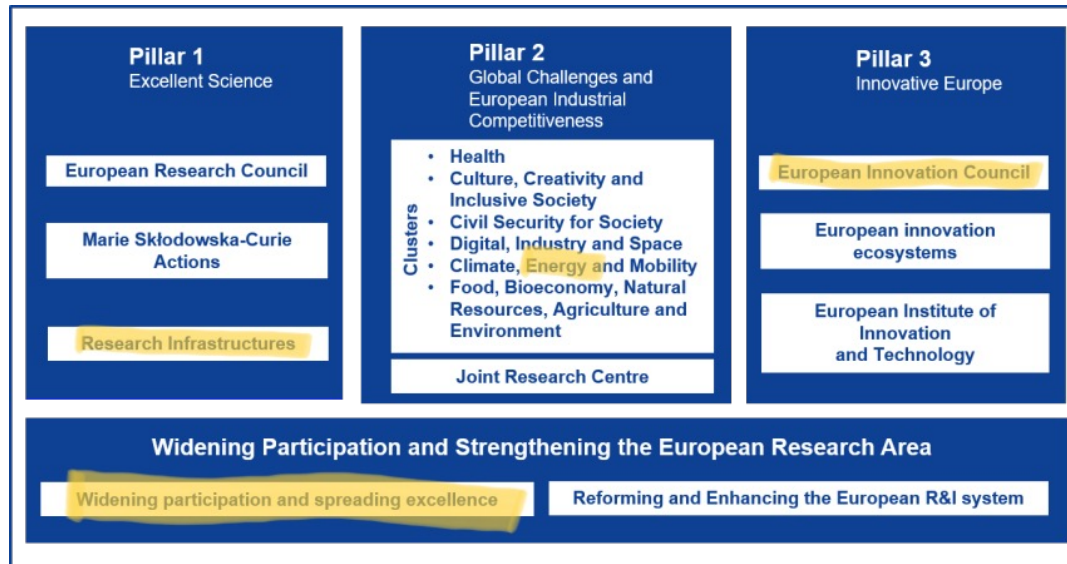 Pillar 1
Excellent Science
European Research Council
Marie Skłodowska-Curie
Actions
Research Infrastructures
Pillar 2
Global Challenges and
European Industrial
Competitiveness
Clusters
• Health
• Culture, Creativity and
Inclusive Society
• Civil Security for Society
• Digital, Industry and Space
• Climate, Energy and Mobility
• Food, Bioeconomy, Natural
Resources, Agriculture and
Environment
Joint Research Centre
Pillar 3
Innovative Europe
European Innovation Council
European innovation
ecosystems
European Institute of
Innovation
and Technology
Widening Participation and Strengthening the European Research Area
Widening participation and spreading excellence
Reforming and Enhancing the European R&I system